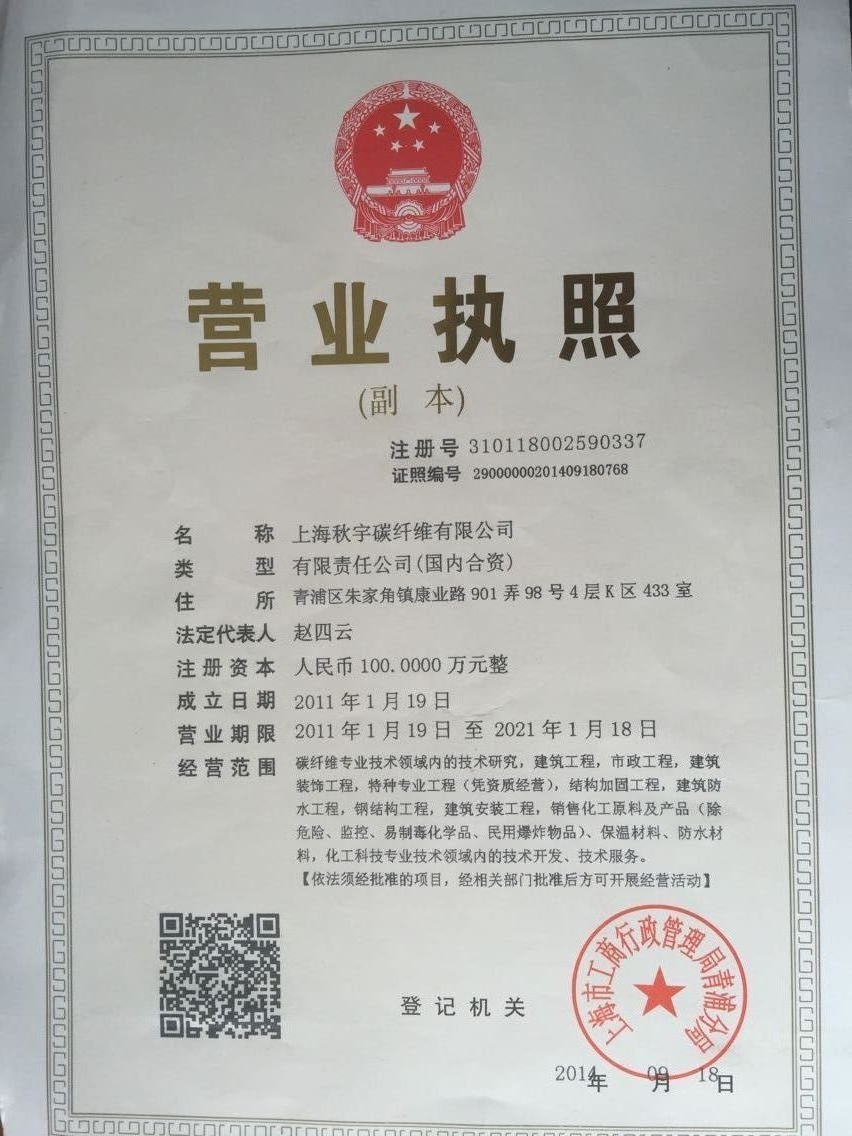 营业执照
(副 本)
注册号 310118002590337
证照编号 29000000201409180768
名称 上海秋宇碳纤维有限公司
类型 有限责任公司(国内合资)
住所 青浦区朱家角镇康业路901弄98号4层K区433室
法定代表人 赵四云
注册资本 人民币100.0000万元整
成立日期 2011年1月19日
营业期限 2011年1月19日 至 2021年1月18日
经营范围 碳纤维专业技术领域内的技术研究，建筑工程，市政工程，建筑
装饰工程，特种专业工程（凭资质经营），结构加固工程，建筑防
水工程，钢结构工程，建筑安装工程，销售化工原料及产品（除
危险、监控、易制毒化学品、民用爆炸物品）、保温材料、防水材
料，化工科技专业技术领域内的技术开发、技术服务。
【依法须经批准的项目，经相关部门批准后方可开展经营活动】
登记机关
上海市工商行政管理局青浦分局
2014年09月18日